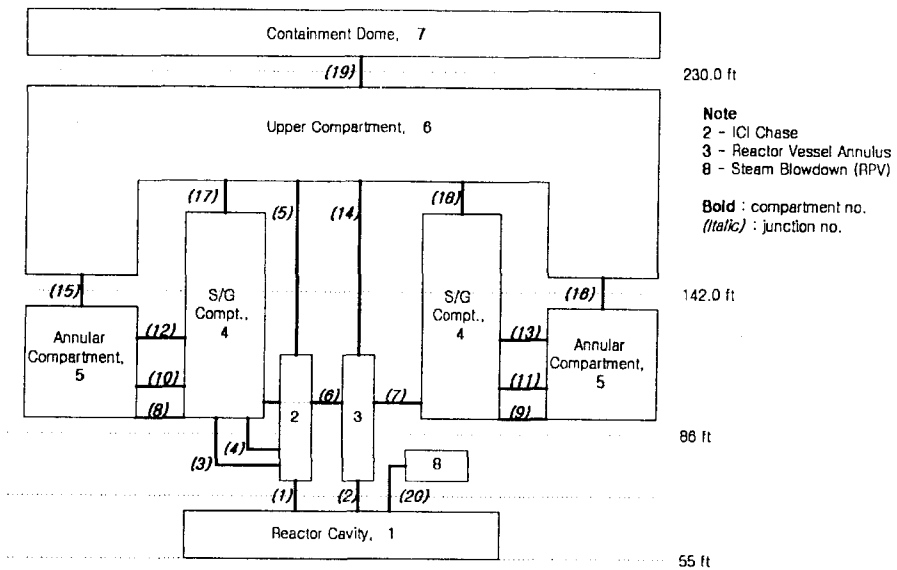 Containment Dome, 7
(19)
230.0 ft
Upper Compartment, 6
Note
2 - ICI Chase
3 - Reactor Vessel Annulus
8 - Steam Blowdown (RPV)
Bold : compartment no.
(Italic) : junction no.
(17)
(5)
(14)
(18)
(15)
(16)
142.0 ft
S/G
Compt.,
4
S/G
Compt.,
4
(12)
(13)
Annular
Compartment,
5
Annular
Compartment,
5
(10)
(6)
(7)
(11)
(8)
2
3
(9)
86 ft
(4)
(3)
8
(1)
(2)
(20)
Reactor Cavity, 1
55 ft